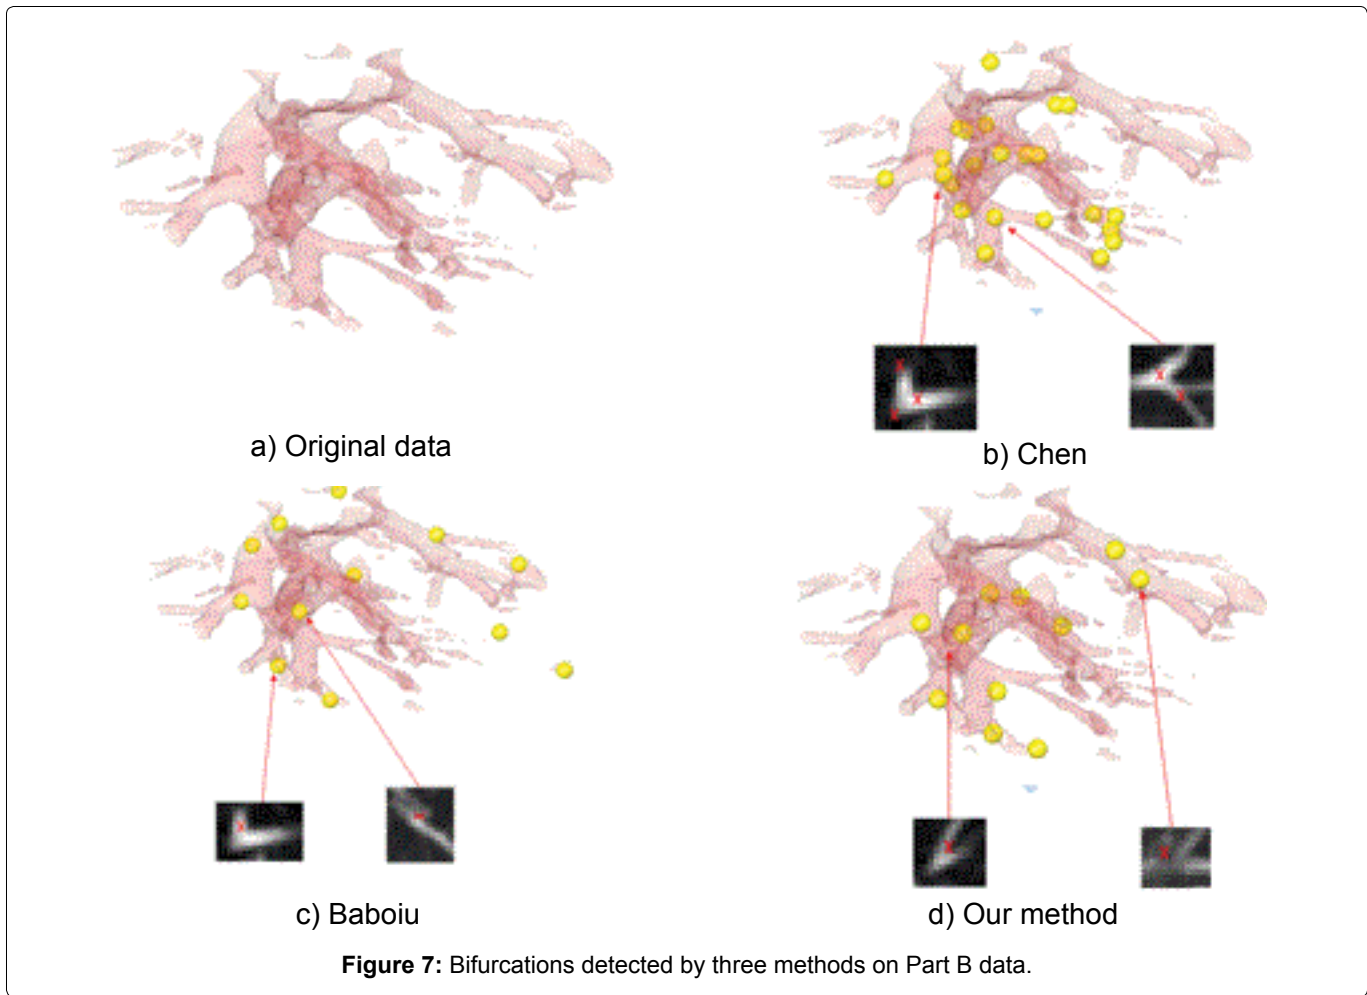 a) Original data
b) Chen
c) Baboiu
d) Our method
Figure 7: Bifurcations detected by three methods on Part B data.